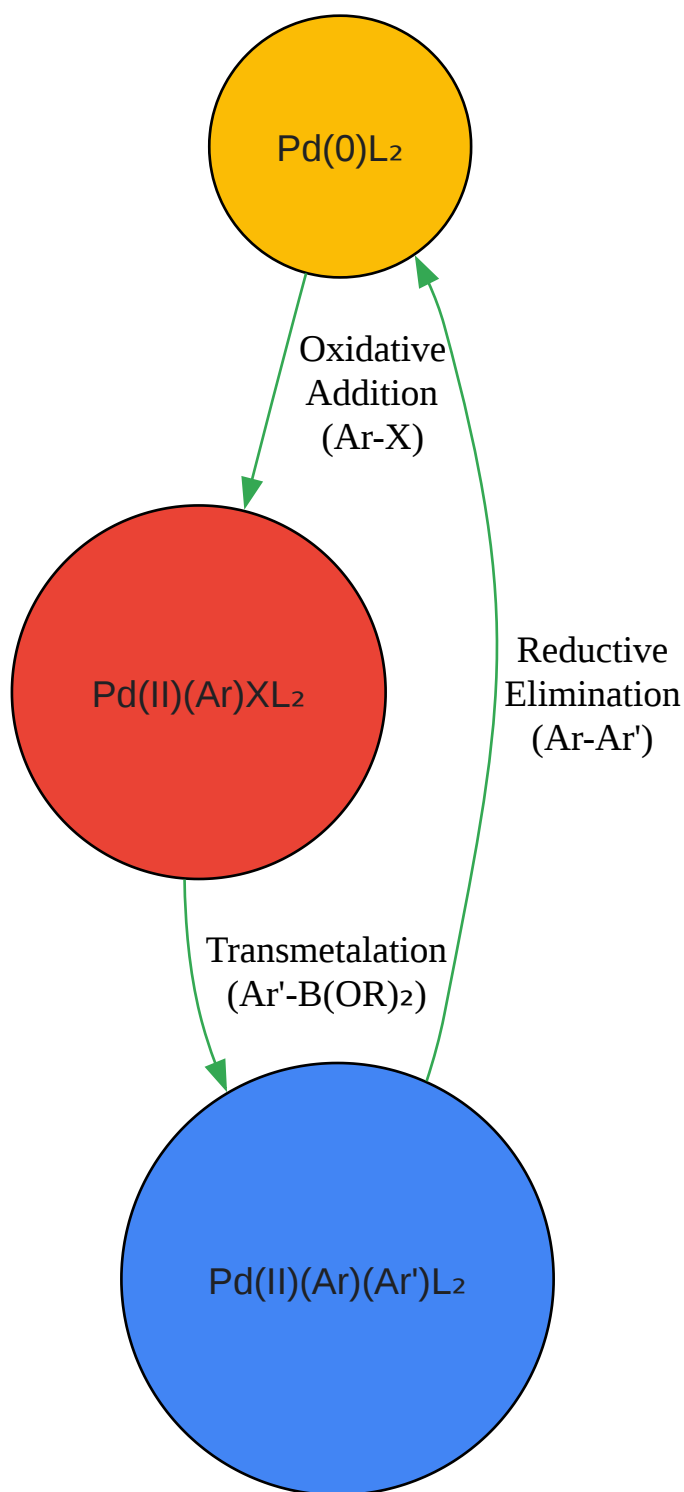 Pd(0)L₂
Oxidative
Addition
(Ar-X)
Pd(II)(Ar)XL₂
Reductive
Elimination
(Ar-Ar')
Transmetalation
(Ar'-B(OR)₂)
Pd(II)(Ar)(Ar')L₂